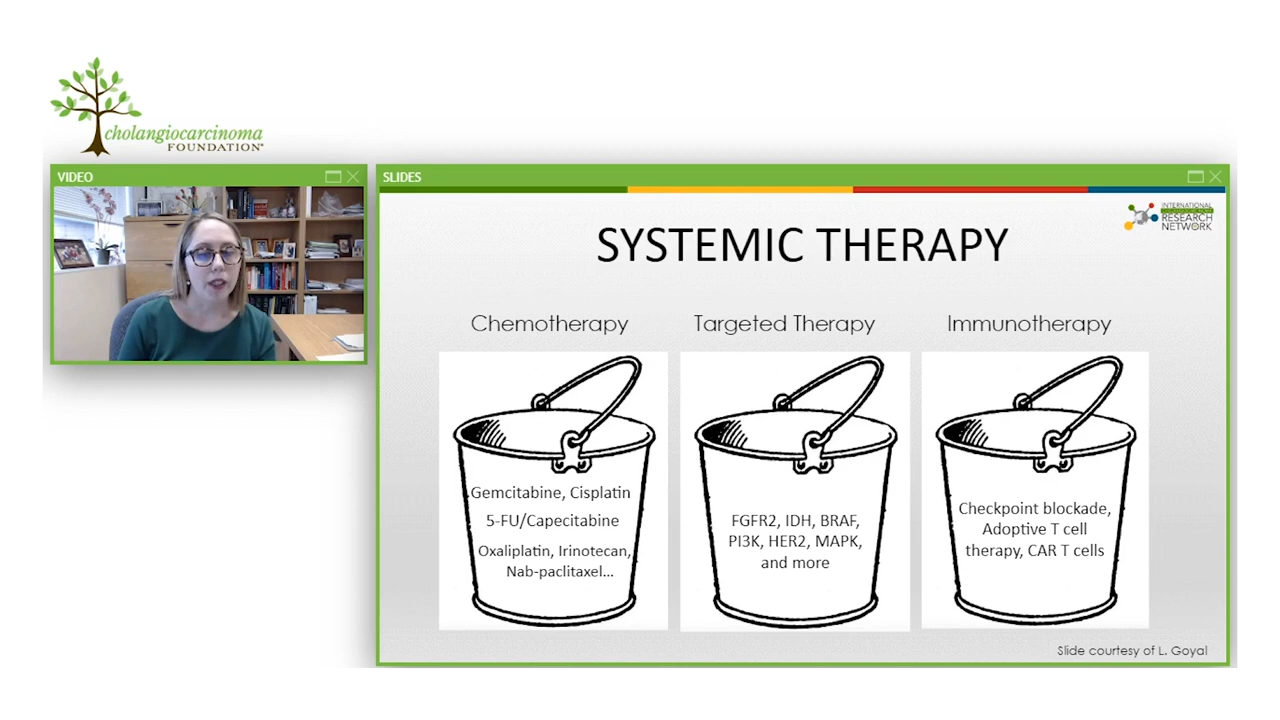 cholangiocarcinoma
FOUNDATION®
VIDEO
SLIDES
INTERNATIONAL
RESEARCH
NETWORK
SYSTEMIC THERAPY
Chemotherapy
Targeted Therapy
Immunotherapy
Gemcitabine, Cisplatin
5-FU/Capecitabine
Oxaliplatin, Irinotecan,
Nab-paclitaxel...
FGFR2, IDH, BRAF,
PI3K, HER2, MAPK,
and more
Checkpoint blockade,
Adoptive T cell
therapy, CAR T cells
Slide courtesy of L. Goyal